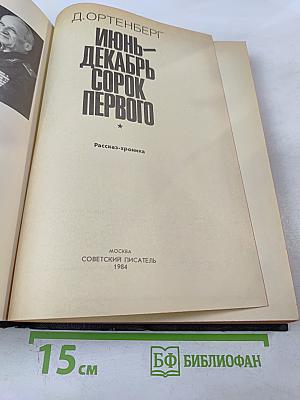 Д. ОРТЕНБЕРГ
ИЮНЬ—
ДЕКАБРЬ
СОРОК
ПЕРВОГО
*
Рассказ-хроника
МОСКВА
СОВЕТСКИЙ ПИСАТЕЛЬ
1984
15 см
БФ БИБЛИОФАН